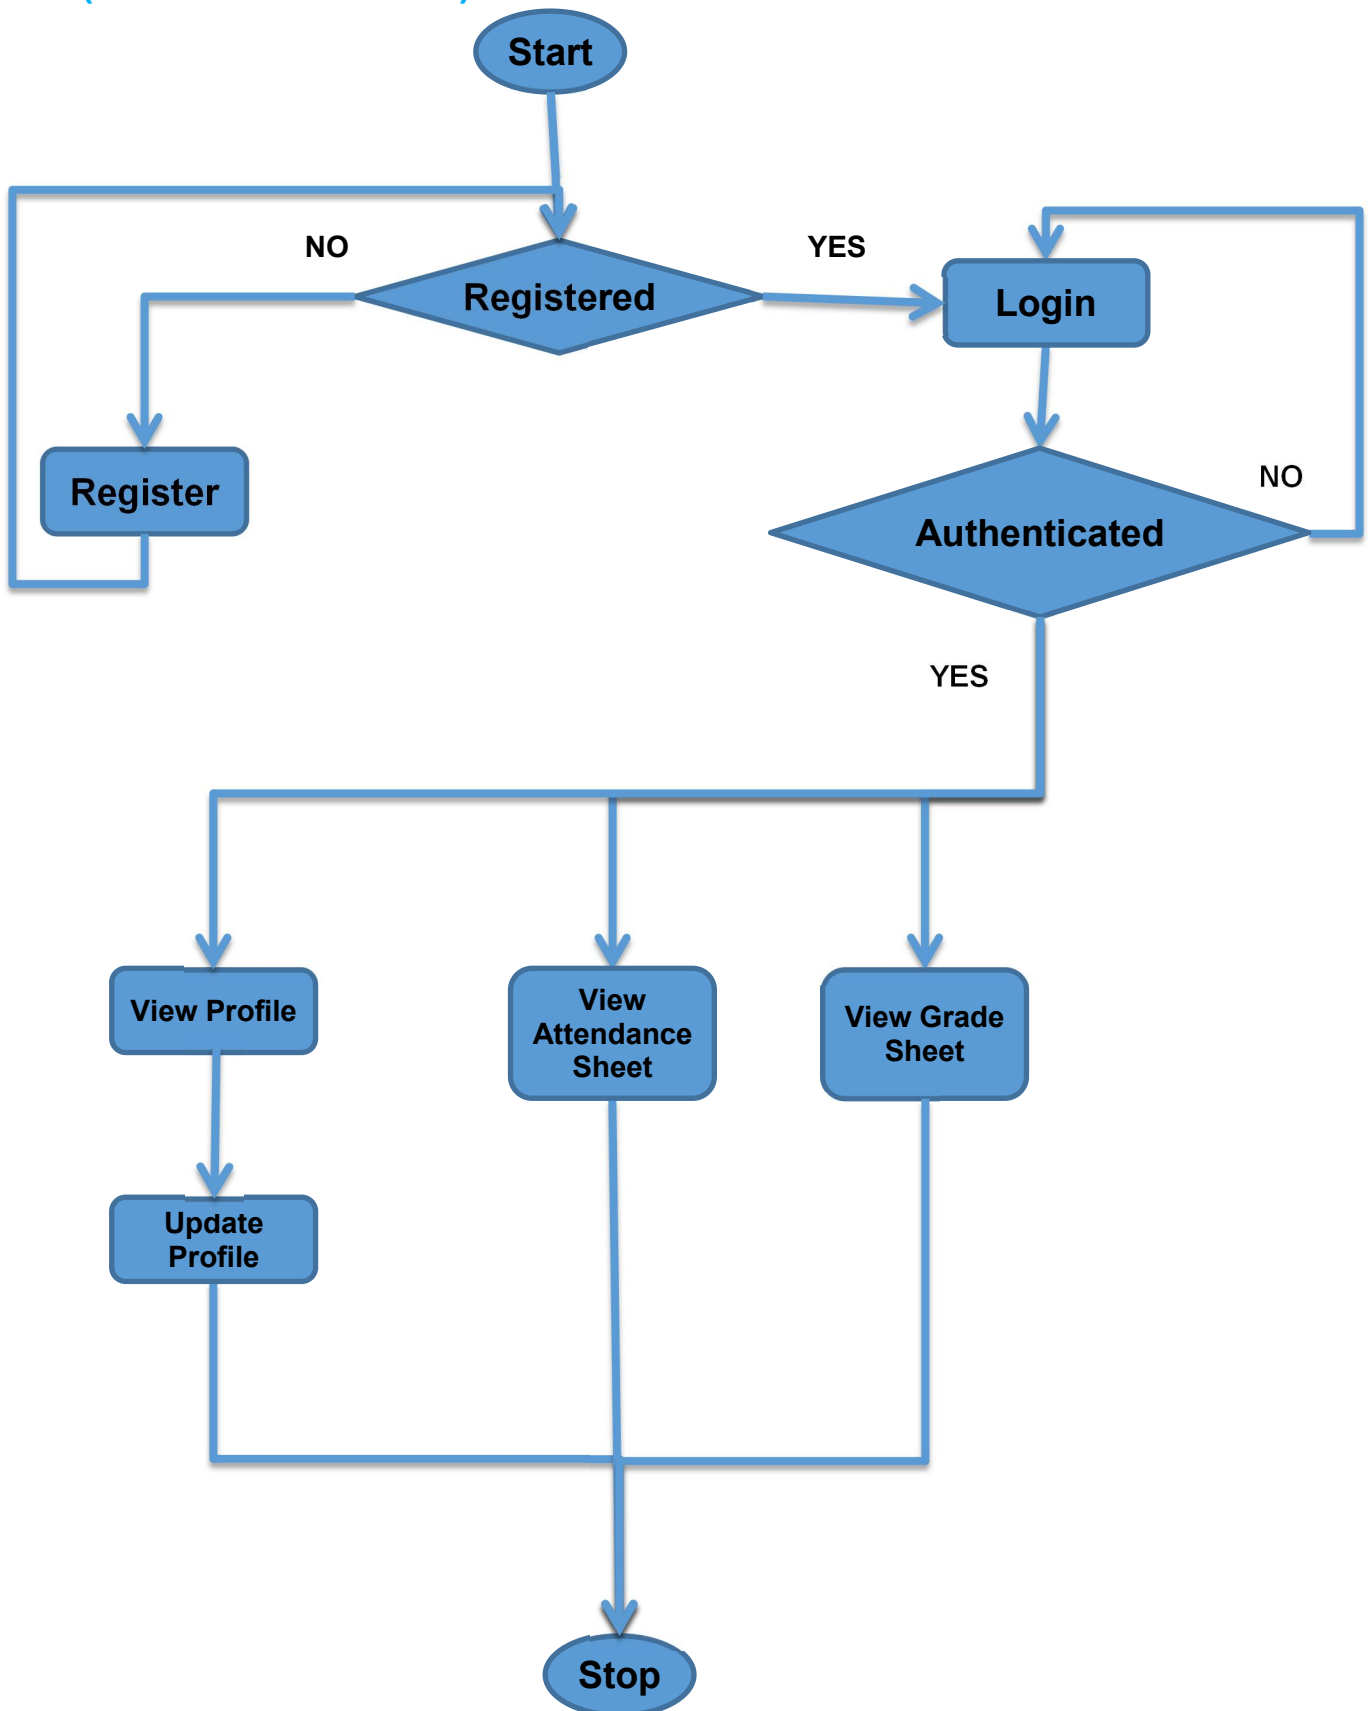 Start
NO
YES
Registered
Login
Register
NO
Authenticated
YES
View Profile
View
Attendance
Sheet
View Grade
Sheet
Update
Profile
Stop